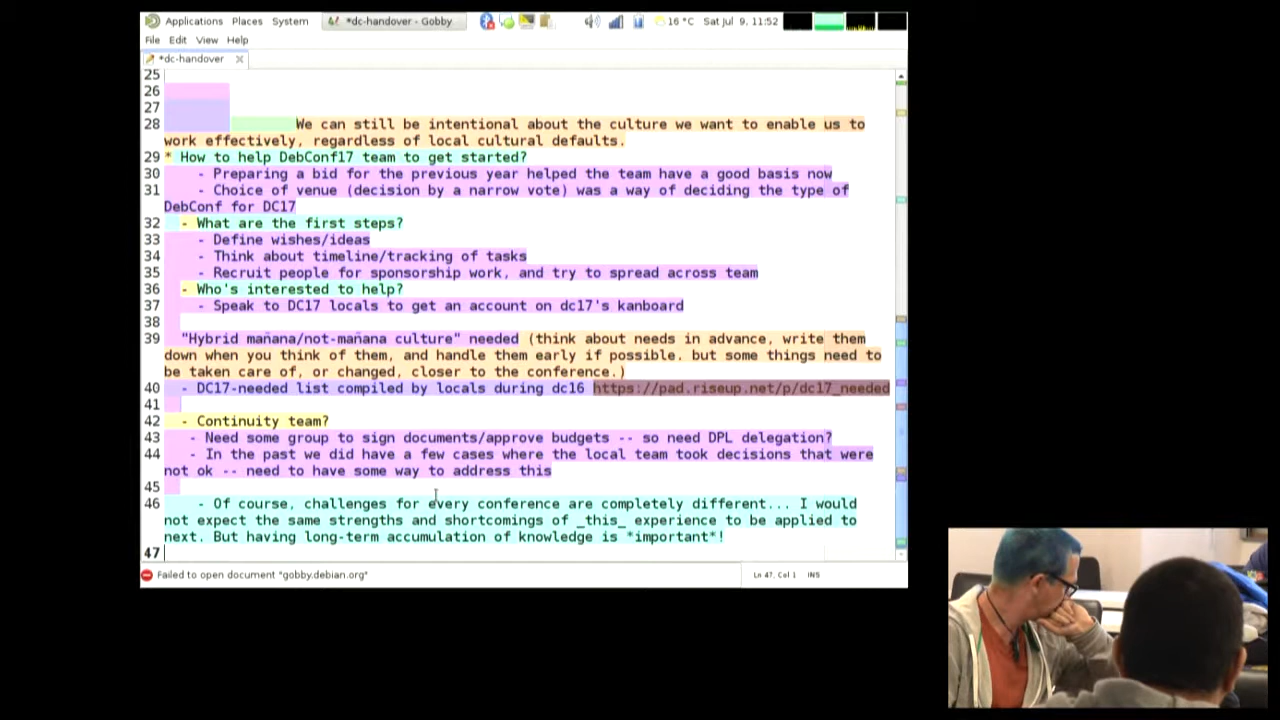 Applications Places System *dc-handover - Gobby 16 °C Sat Jul 9, 11:52
File Edit View Help
*dc-handover
25
26
27
28 We can still be intentional about the culture we want to enable us to
work effectively, regardless of local cultural defaults.
29 * How to help DebConf17 team to get started?
30 - Preparing a bid for the previous year helped the team have a good basis now
31 - Choice of venue (decision by a narrow vote) was a way of deciding the type of
DebConf for DC17
32 - What are the first steps?
33 - Define wishes/ideas
34 - Think about timeline/tracking of tasks
35 - Recruit people for sponsorship work, and try to spread across team
36 - Who's interested to help?
37 - Speak to DC17 locals to get an account on dc17's kanboard
38
39 "Hybrid mañana/not-mañana culture" needed (think about needs in advance, write them
down when you think of them, and handle them early if possible. but some things need to
be taken care of, or changed, closer to the conference.)
40 - DC17-needed list compiled by locals during dc16 https://pad.riseup.net/p/dc17_needed
41
42 - Continuity team?
43 - Need some group to sign documents/approve budgets -- so need DPL delegation?
44 - In the past we did have a few cases where the local team took decisions that were
not ok -- need to have some way to address this
45
46 - Of course, challenges for every conference are completely different... I would
not expect the same strengths and shortcomings of _this_ experience to be applied to
next. But having long-term accumulation of knowledge is *important*!
47
Failed to open document "gobby.debian.org" Ln 47, Col 1 INS